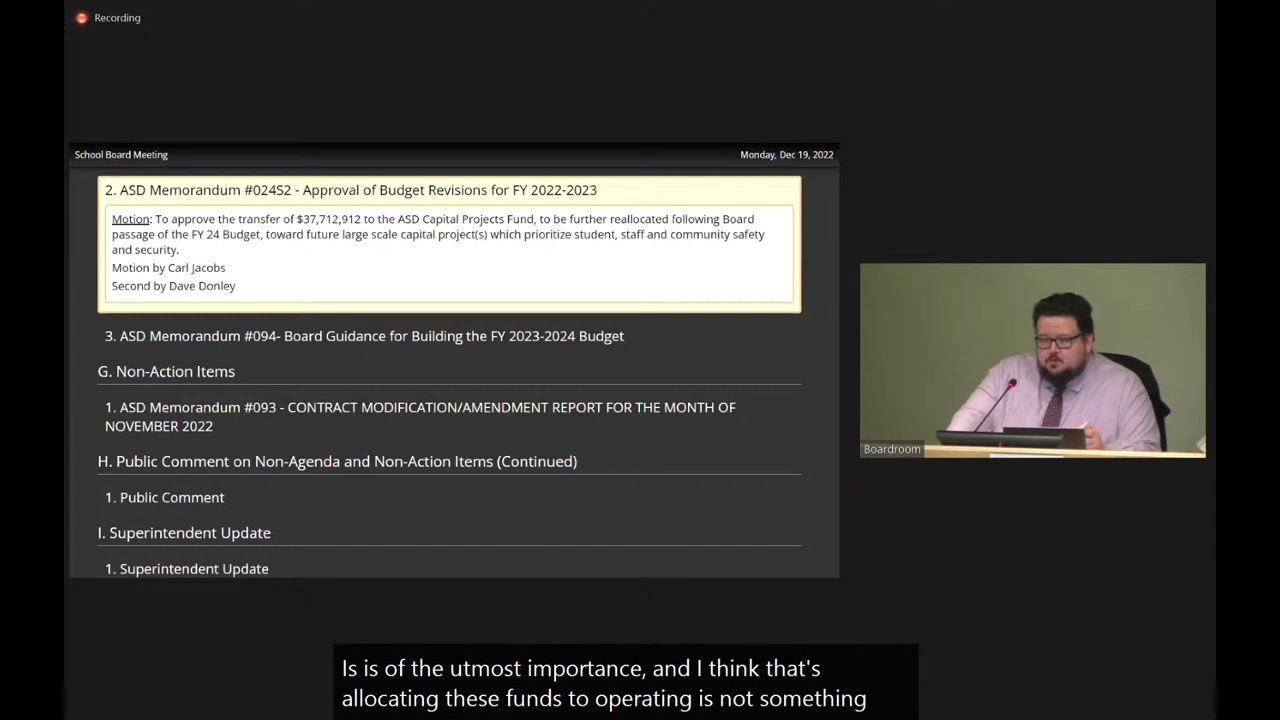 Recording
School Board Meeting
Monday, Dec 19, 2022
2. ASD Memorandum #024S2 - Approval of Budget Revisions for FY 2022-2023
Motion: To approve the transfer of $37,712,912 to the ASD Capital Projects Fund, to be further reallocated following Board
passage of the FY 24 Budget, toward future large scale capital project(s) which prioritize student, staff and community safety
and security.
Motion by Carl Jacobs
Second by Dave Donley
3. ASD Memorandum #094- Board Guidance for Building the FY 2023-2024 Budget
G. Non-Action Items
1. ASD Memorandum #093 - CONTRACT MODIFICATION/AMENDMENT REPORT FOR THE MONTH OF
NOVEMBER 2022
H. Public Comment on Non-Agenda and Non-Action Items (Continued)
1. Public Comment
I. Superintendent Update
1. Superintendent Update
Boardroom
Is is of the utmost importance, and I think that's
allocating these funds to operating is not something